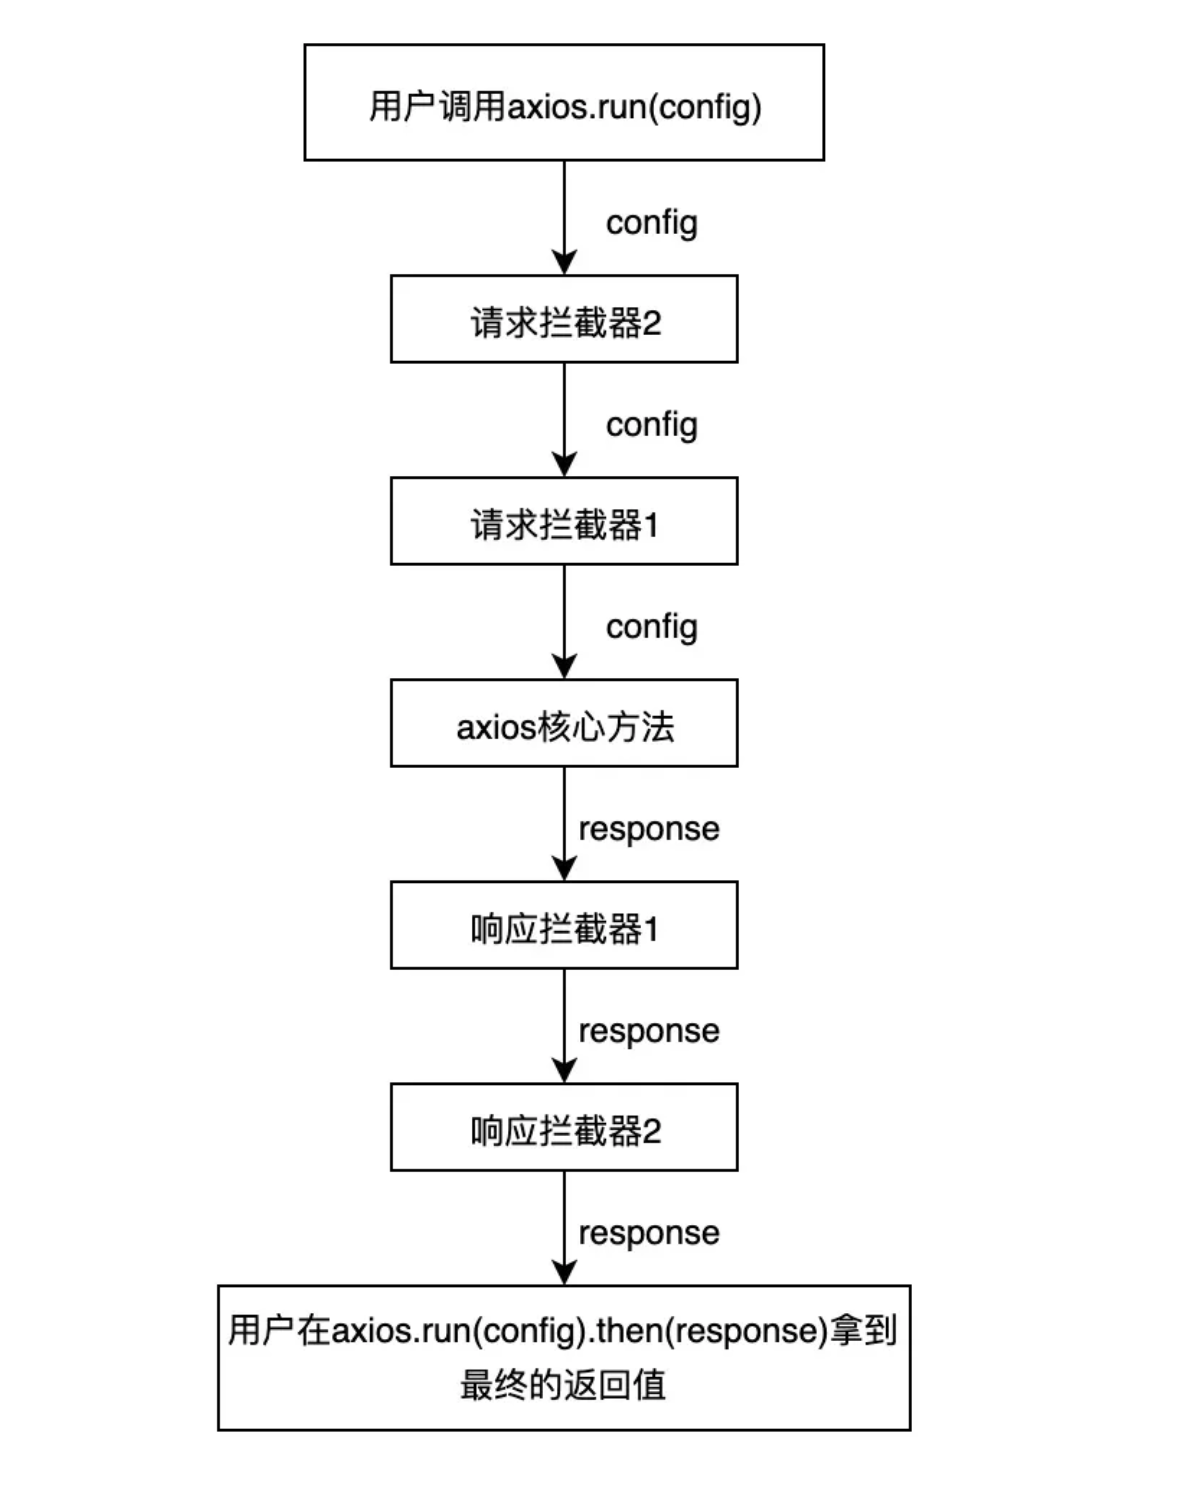 用户调用axios.run(config)
config
请求拦截器2
config
请求拦截器1
config
axios核心方法
response
响应拦截器1
response
响应拦截器2
response
用户在axios.run(config).then(response)拿到
最终的返回值